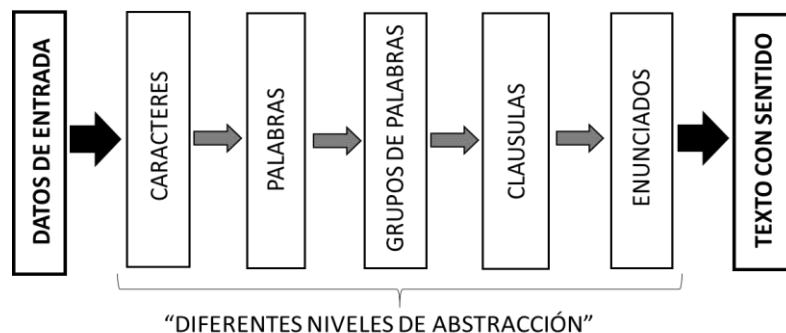 DATOS DE ENTRADA
CARACTERES
PALABRAS
GRUPOS DE PALABRAS
CLAUSULAS
ENUNCIADOS
TEXTO CON SENTIDO
“DIFERENTES NIVELES DE ABSTRACCIÓN”